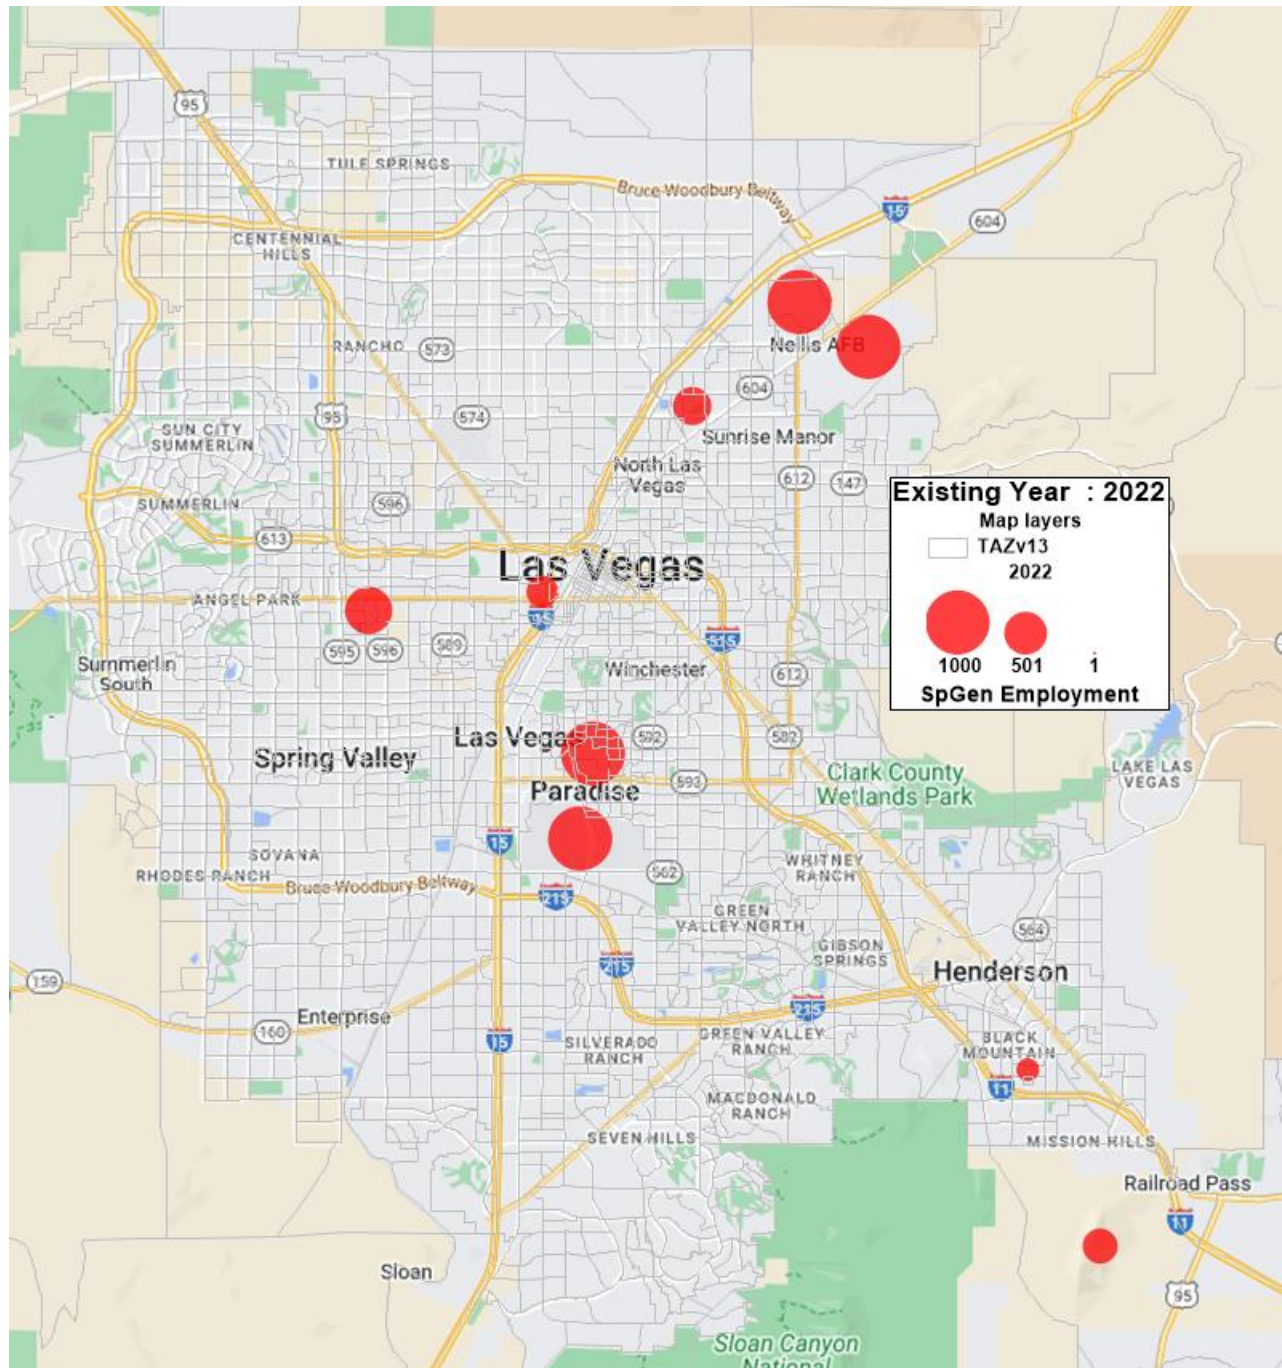 95
TULE SPRINGS
Bruce Woodbury Beltway
15
604
CENTENNIAL
HILLS
RANCHO
573
Nellis AFB
604
95
574
SUN CITY
SUMMERLIN
Sunrise Manor
North Las
Vegas
612
147
SUMMERLIN
596
613
Existing Year : 2022
Map layers
TAZv13
2022
1000
501
1
SpGen Employment
Las Vegas
ANGEL PARK
595
596
589
515
Summerlin
South
Winchester
612
Las Vegas
592
582
Spring Valley
593
Paradise
Clark County
Wetlands Park
LAKE LAS
VEGAS
15
SOVANA
RHODES RANCH
Bruce Woodbury Beltway
215
562
WHITNEY
RANCH
GREEN
VALLEY NORTH
564
GIBSON
SPRINGS
215
Henderson
159
160
Enterprise
215
15
SILVERADO
RANCH
GREEN VALLEY
RANCH
BLACK
MOUNTAIN
11
MACDONALD
RANCH
SEVEN HILLS
MISSION HILLS
Railroad Pass
11
Sloan
95
Sloan Canyon
National